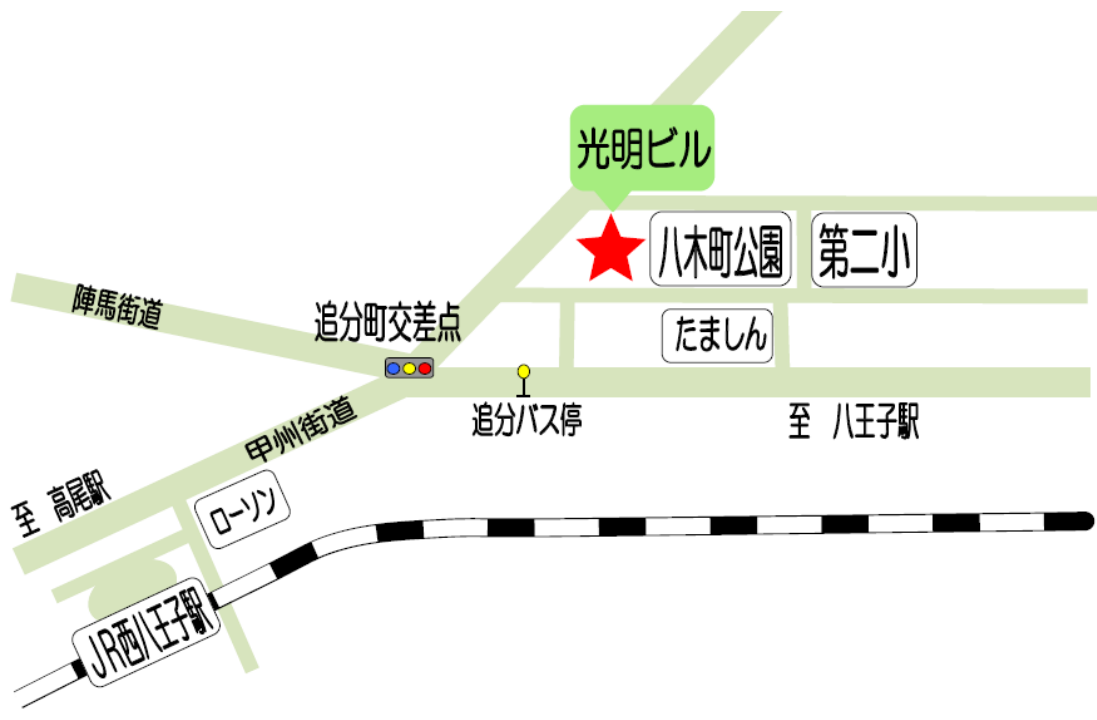 光明ビル
八木町公園
第二小
陣馬街道
追分町交差点
たましん
追分バス停
至 八王子駅
甲州街道
至 高尾駅
ローソン
JR西八王子駅